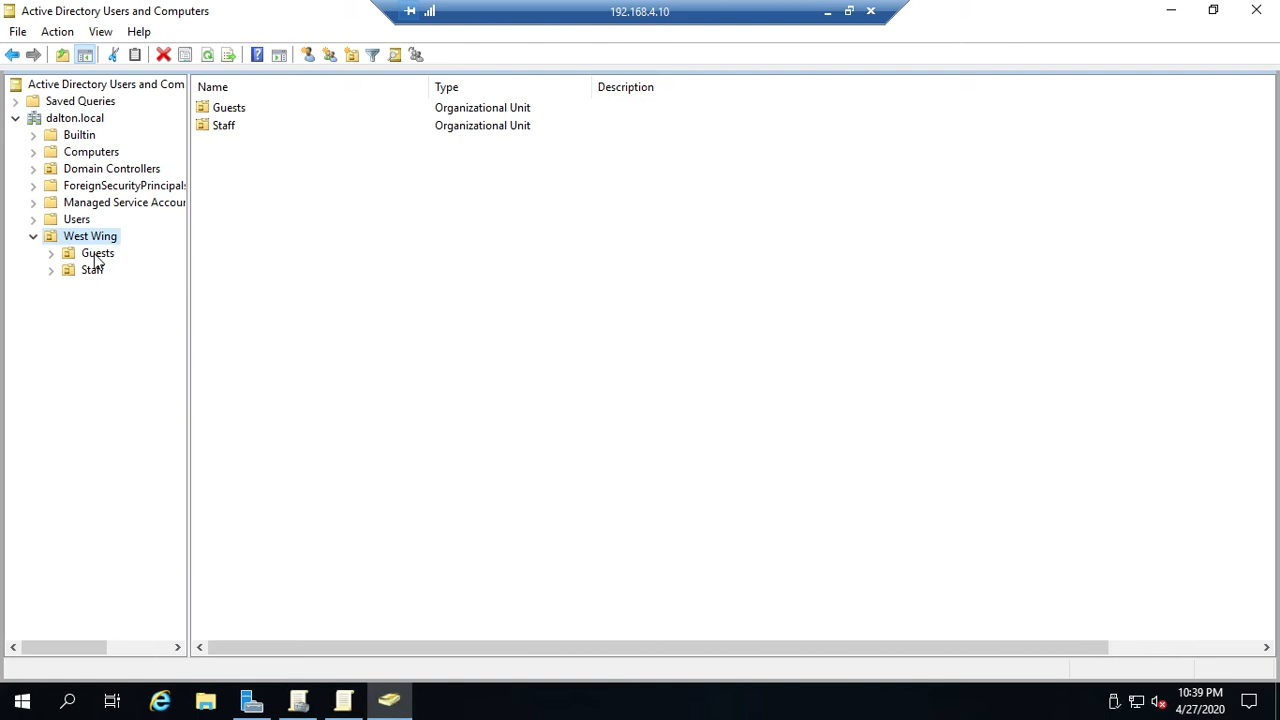 Active Directory Users and Computers
192.168.4.10
File Action View Help
Active Directory Users and Com
Saved Queries
dalton.local
Builtin
Computers
Domain Controllers
ForeignSecurityPrincipals
Managed Service Accour
Users
West Wing
Guests
Staff
Name Type Description
Guests Organizational Unit
Staff Organizational Unit
10:39 PM
4/27/2020